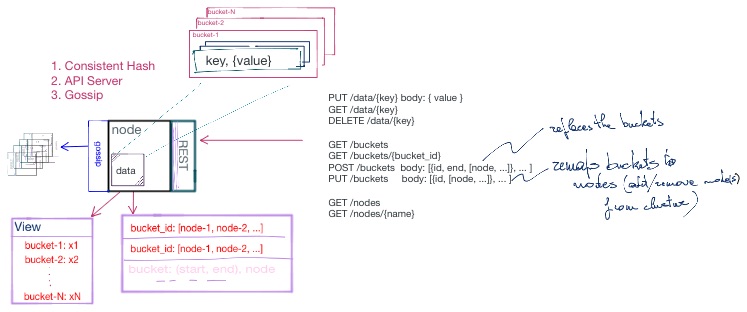 bucket-N
bucket-2
bucket-1
key, {value}
1. Consistent Hash
2. API Server
3. Gossip
node
data
gossip
REST
PUT /data/{key} body: { value }
GET /data/{key}
DELETE /data/{key}
GET /buckets
GET /buckets/{bucket_id}
POST /buckets body: [{id, end, [node, ...]}, ... ]
PUT /buckets body: [{id, [node, ...]}, ... ]
GET /nodes
GET /nodes/{name}
replaces the buckets
remaps buckets to
nodes (add/remove node(s)
from cluster)
View
bucket-1: x1
bucket-2: x2
bucket-N: xN
bucket_id: [node-1, node-2, ...]
bucket_id: [node-1, node-2, ...]
bucket: (start, end), node